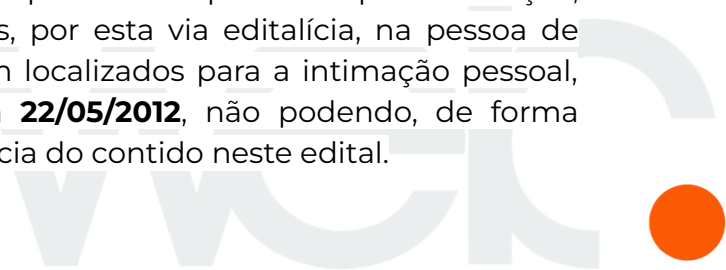 s, por esta via editalícia, na pessoa de
localizados para a intimação pessoal,
22/05/2012, não podendo, de forma
cia do contido neste edital.